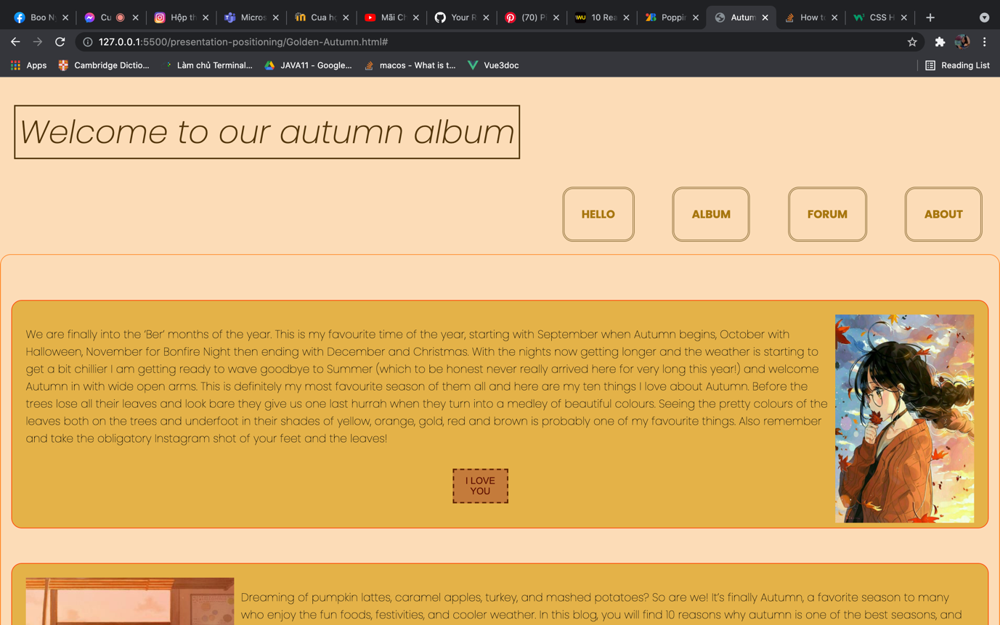 Boo N
Cu
Hộp th
Micros
Cua h
Mãi Ch
Your R
(70) Pi
10 Rea
Poppin
Autum
How to
CSS H
127.0.0.1:5500/presentation-positioning/Golden-Autumn.html#
Apps
Cambridge Dictio...
Làm chủ Terminal...
JAVA11 - Google...
macos - What is t...
Vue3doc
Reading List
Welcome to our autumn album
HELLO
ALBUM
FORUM
ABOUT
We are finally into the ‘Ber’ months of the year. This is my favourite time of the year, starting with September when Autumn begins, October with
Halloween, November for Bonfire Night then ending with December and Christmas. With the nights now getting longer and the weather is starting to
get a bit chillier I am getting ready to wave goodbye to Summer (which to be honest never really arrived here for very long this year!) and welcome
Autumn in with wide open arms. This is definitely my most favourite season of them all and here are my ten things I love about Autumn. Before the
trees lose all their leaves and look bare they give us one last hurrah when they turn into a medley of beautiful colours. Seeing the pretty colours of the
leaves both on the trees and underfoot in their shades of yellow, orange, gold, red and brown is probably one of my favourite things. Also remember
and take the obligatory Instagram shot of your feet and the leaves!
I LOVE
YOU
Dreaming of pumpkin lattes, caramel apples, turkey, and mashed potatoes? So are we! It’s finally Autumn, a favorite season to many
who enjoy the fun foods, festivities, and cooler weather. In this blog, you will find 10 reasons why autumn is one of the best seasons, and